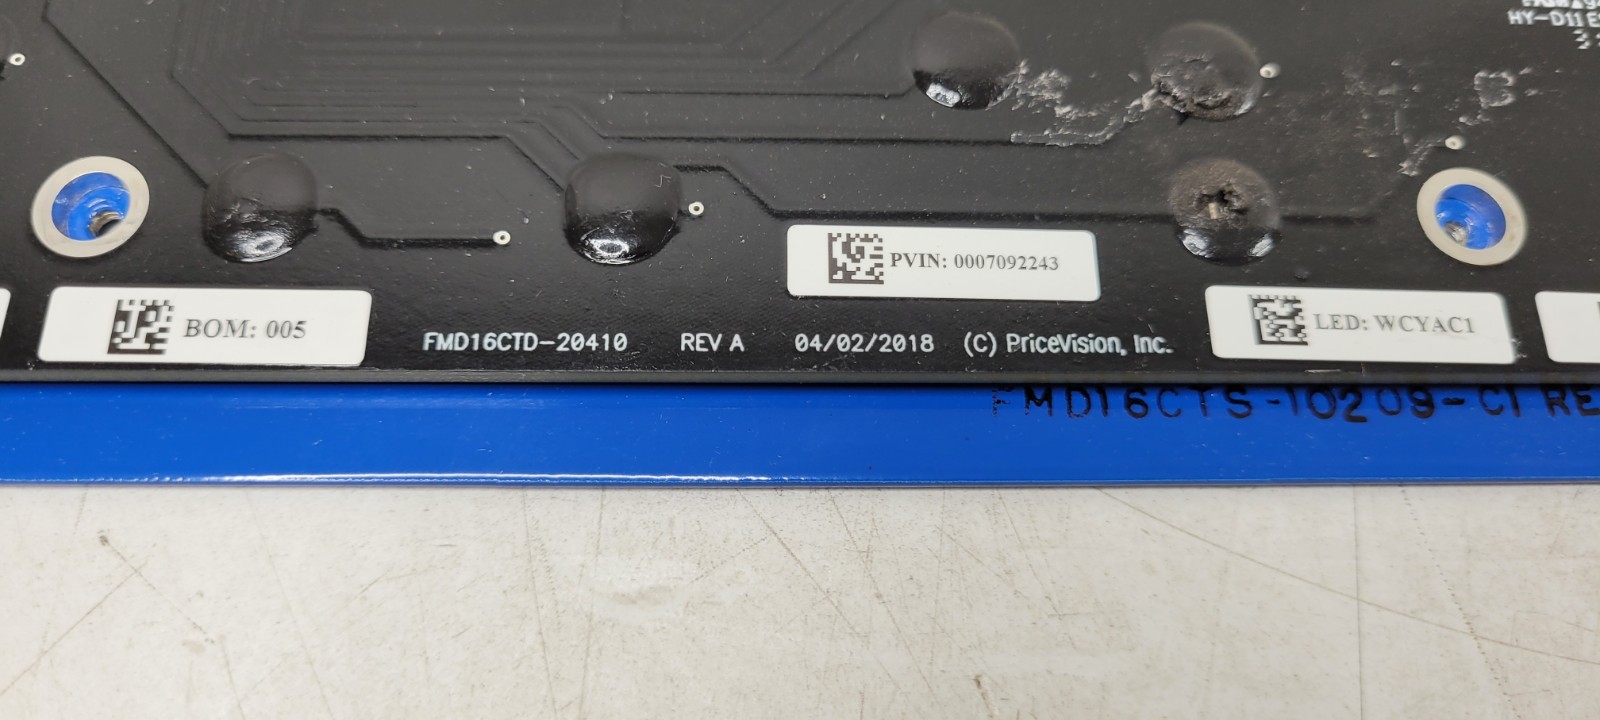 HY-D11
PVIN: 0007092243
BOM: 005
FMD16CTD-20410 REV A 04/02/2018 (C) PriceVision, Inc.
LED: WCYAC1
FMD16CTS-10209-C1 RE